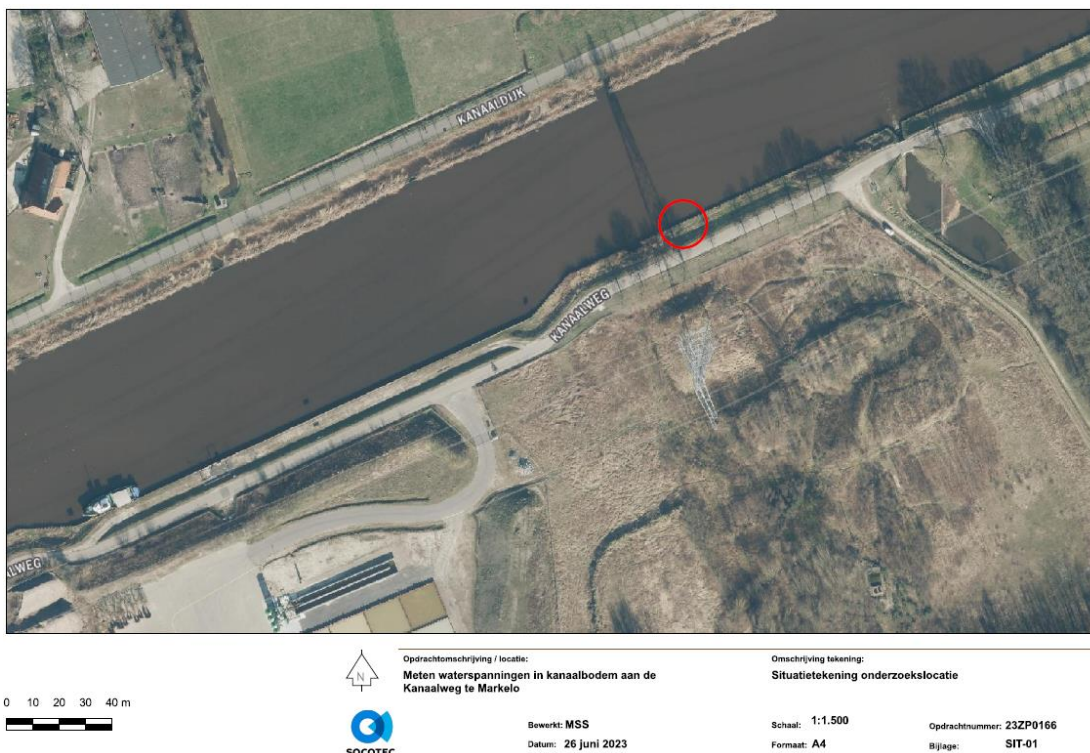 KANAALDIJK
KANAALWEG
ALWEG
Opdrachtomschrijving / locatie:
Meten waterspanningen in kanaalbodem aan de
Kanaalweg te Markelo
Omschrijving tekening:
Situatietekening onderzoekslocatie
N
0 10 20 30 40 m
SOCOTEC
Bewerkt: MSS
Datum: 26 juni 2023
Schaal: 1:1.500
Formaat: A4
Opdrachtnummer: 23ZP0166
Bijlage: SIT-01